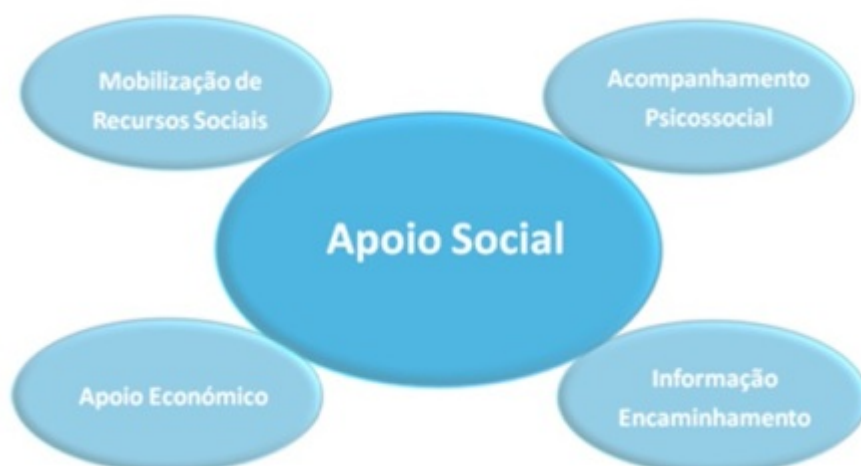 Mobilização de
Recursos Sociais
Acompanhamento
Psicossocial
Apoio Social
Apoio Económico
Informação
Encaminhamento